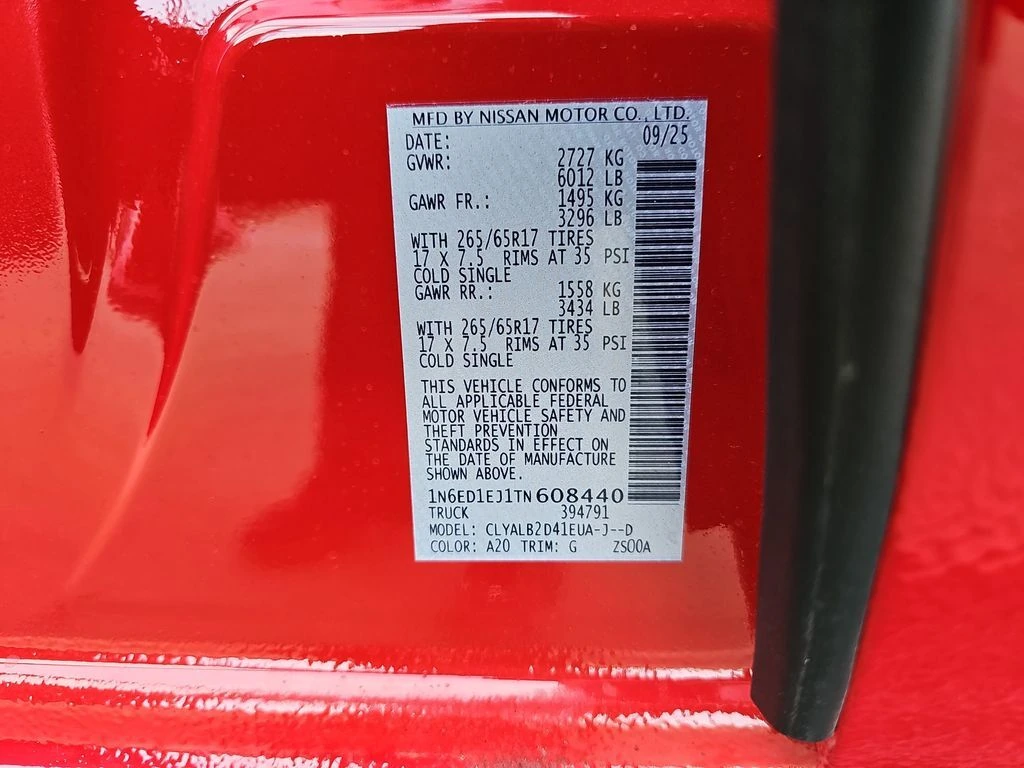 MFD BY NISSAN MOTOR CO., LTD.
DATE: 09/25
GVWR: 2727 KG
6012 LB
GAWR FR.: 1495 KG
3296 LB
WITH 265/65R17 TIRES
17 X 7.5 RIMS AT 35 PSI
COLD SINGLE
GAWR RR.: 1558 KG
3434 LB
WITH 265/65R17 TIRES
17 X 7.5 RIMS AT 35 PSI
COLD SINGLE
THIS VEHICLE CONFORMS TO
ALL APPLICABLE FEDERAL
MOTOR VEHICLE SAFETY AND
THEFT PREVENTION
STANDARDS IN EFFECT ON
THE DATE OF MANUFACTURE
SHOWN ABOVE.
1N6ED1EJ1TN608440
TRUCK 394791
MODEL: CLYALB2D41EUA-J--D
COLOR: A20 TRIM: G ZS00A